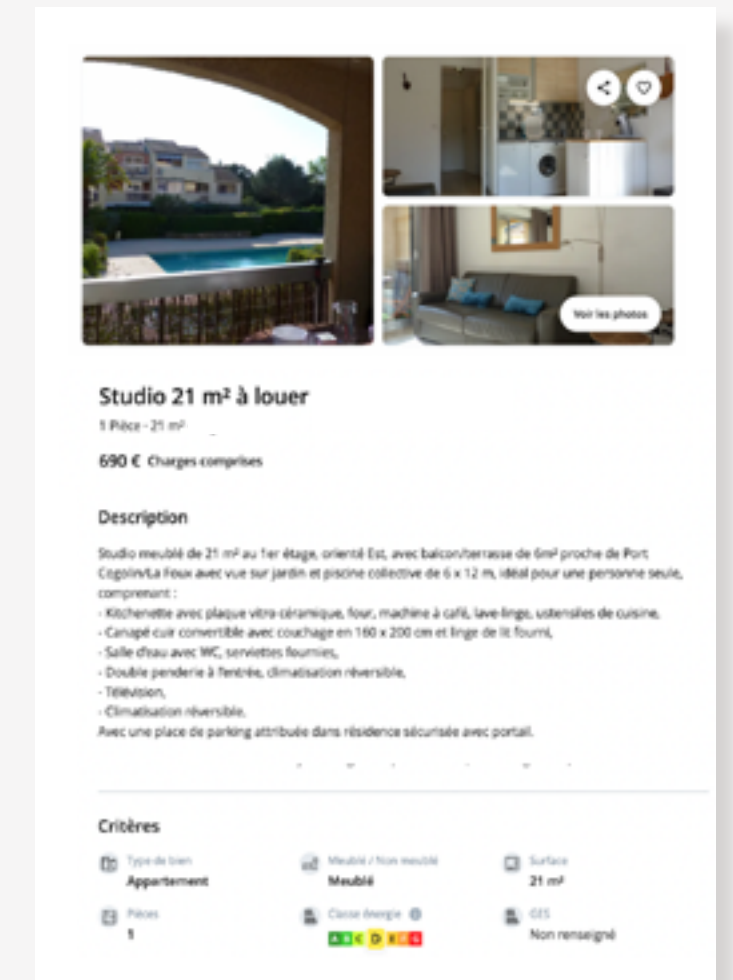 Voir les photos
Studio 21 m² à louer
1 Pièce - 21 m²
690 € Charges comprises
Description
Studio meublé de 21 m² au 1er étage, orienté Est, avec balcon/terrasse de 6m² proche de Port
Cogolin/La Foux avec vue sur jardin et piscine collective de 6 x 12 m, idéal pour une personne seule,
comprenant :
- Kitchenette avec plaque vitro céramique, four, machine à café, lave-linge, ustensiles de cuisine,
- Canapé cuir convertible avec couchage en 160 x 200 cm et linge de lit fourni,
- Salle d'eau avec WC, serviettes fournies,
- Double penderie à l'entrée, climatisation réversible,
- Télévision,
- Climatisation réversible.
Avec une place de parking attribuée dans résidence sécurisée avec portail.
Critères
Type de bien Meublé / Non meublé Surface
Appartement Meublé 21 m²
Pièces Classe énergie GES
1 A B C D E F G Non renseigné